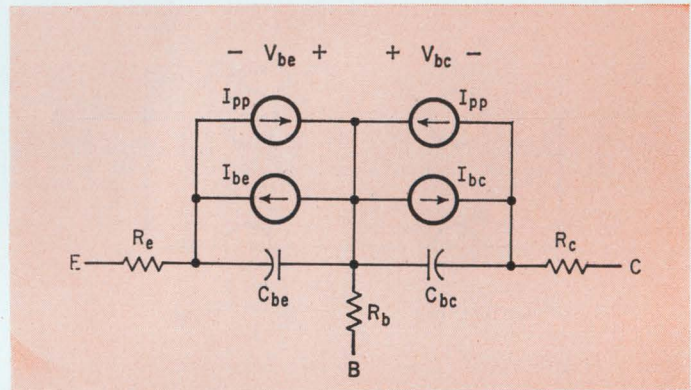 − Vbe + + Vbc −
Ipp Ipp
Ibe Ibc
E Re Rc C
Cbe Cbc
Rb
B